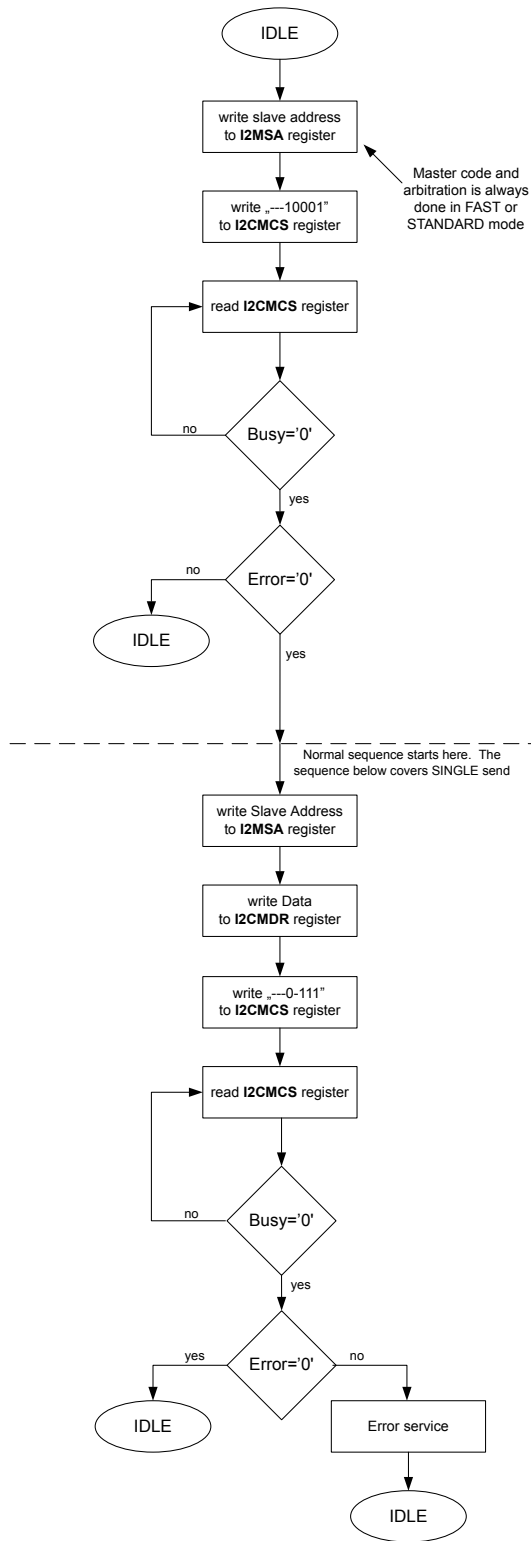 IDLE
write slave address
to I2MSA register
Master code and
arbitration is always
done in FAST or
STANDARD mode
write „---10001”
to I2CMCS register
read I2CMCS register
no
Busy='0'
yes
no
Error='0'
IDLE
yes
Normal sequence starts here. The
sequence below covers SINGLE send
write Slave Address
to I2MSA register
write Data
to I2CMDR register
write „---0-111”
to I2CMCS register
read I2CMCS register
no
Busy='0'
yes
yes
Error='0'
no
IDLE
Error service
IDLE